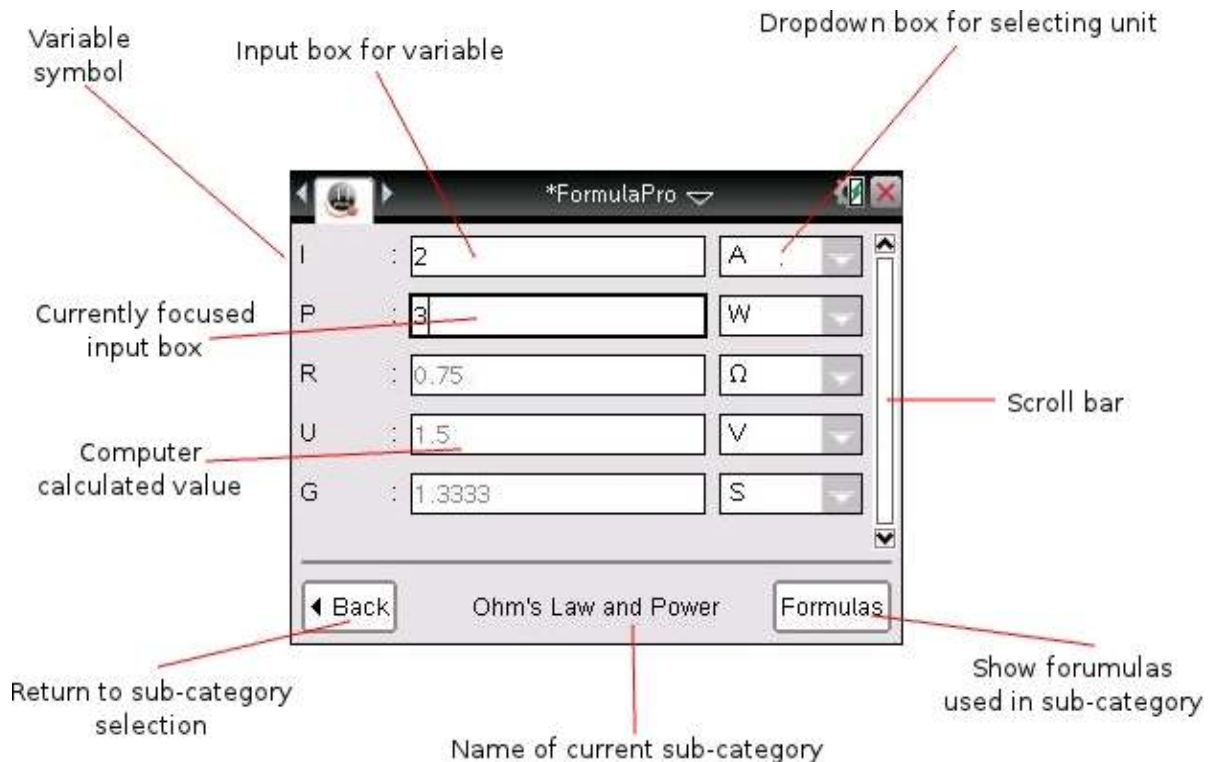 Variable
symbol
Input box for variable
Dropdown box for selecting unit
*FormulaPro
I : 2 A
Currently focused
input box
P : 3 W
R : 0.75 Ω
Scroll bar
U : 1.5 V
Computer
calculated value
G : 1.3333 S
Back
Ohm's Law and Power
Formulas
Return to sub-category
selection
Name of current sub-category
Show forumulas
used in sub-category